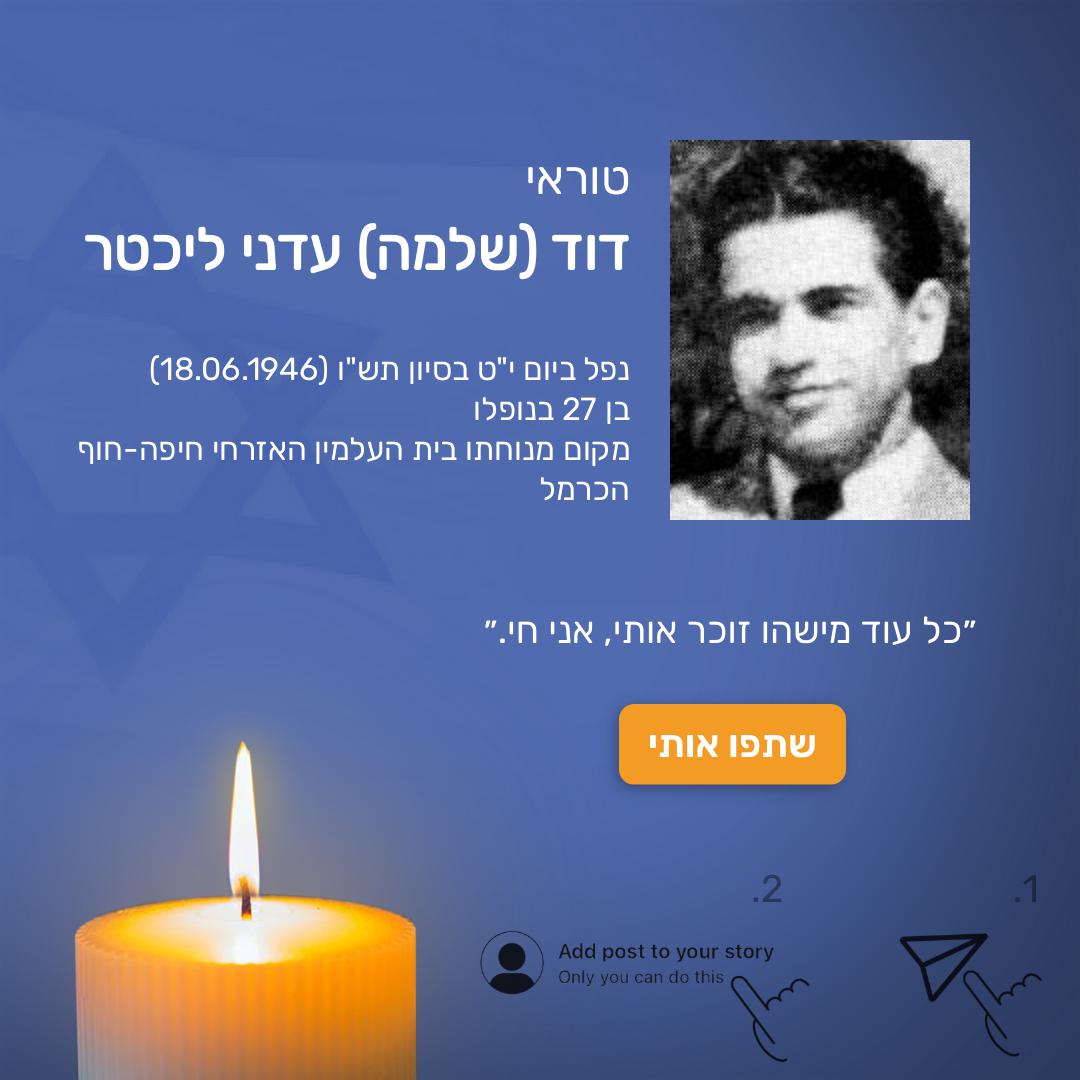 טוראי
דוד (שלמה) עדני ליכטר
נפל ביום י"ט בסיון תש"ו (18.06.1946)
בן 27 בנופלו
מקום מנוחתו בית העלמין האזרחי חיפה-חוף
הכרמל
״כל עוד מישהו זוכר אותי, אני חי.״
שתפו אותי
1.
2.
Add post to your story
Only you can do this